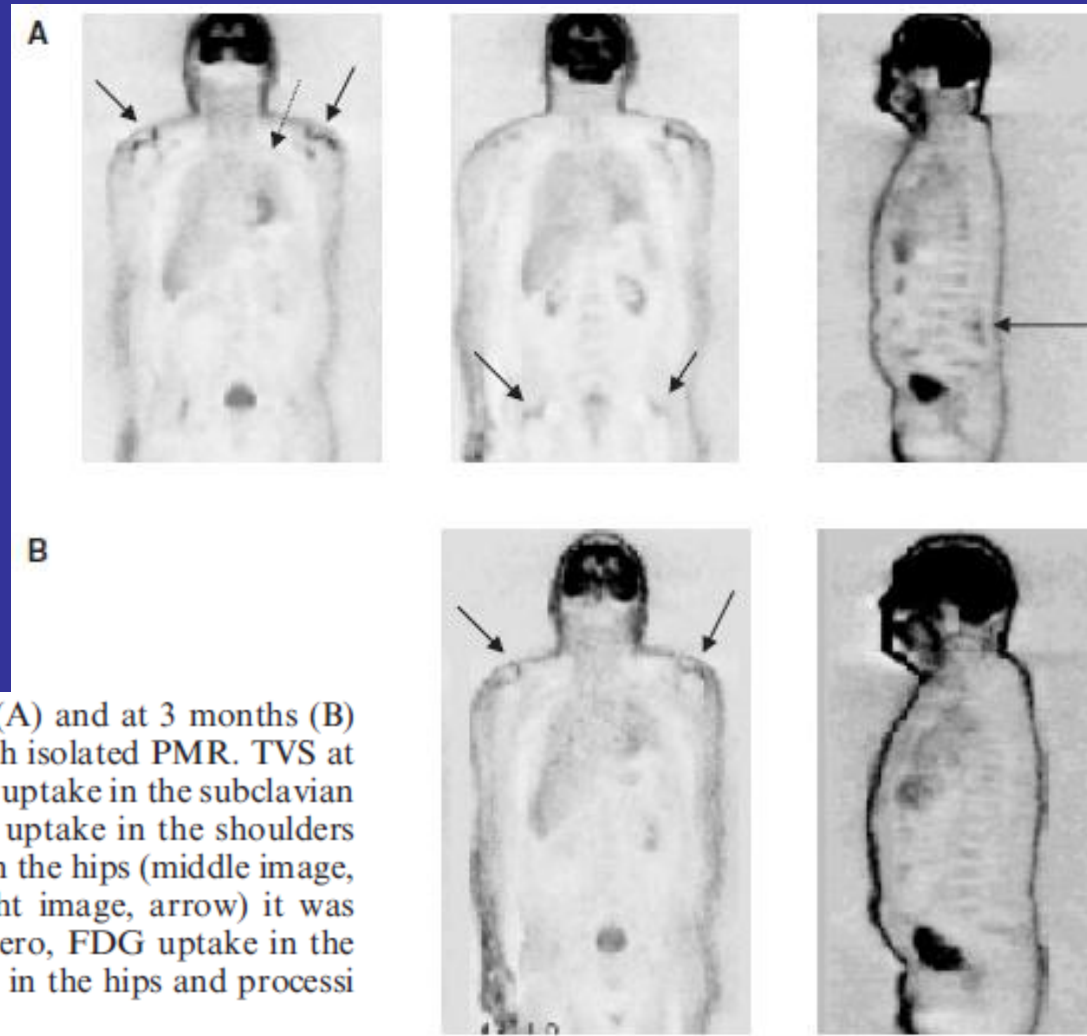 A
B
(A) and at 3 months (B)
h isolated PMR. TVS at
uptake in the subclavian
uptake in the shoulders
n the hips (middle image,
ht image, arrow) it was
ero, FDG uptake in the
in the hips and processi